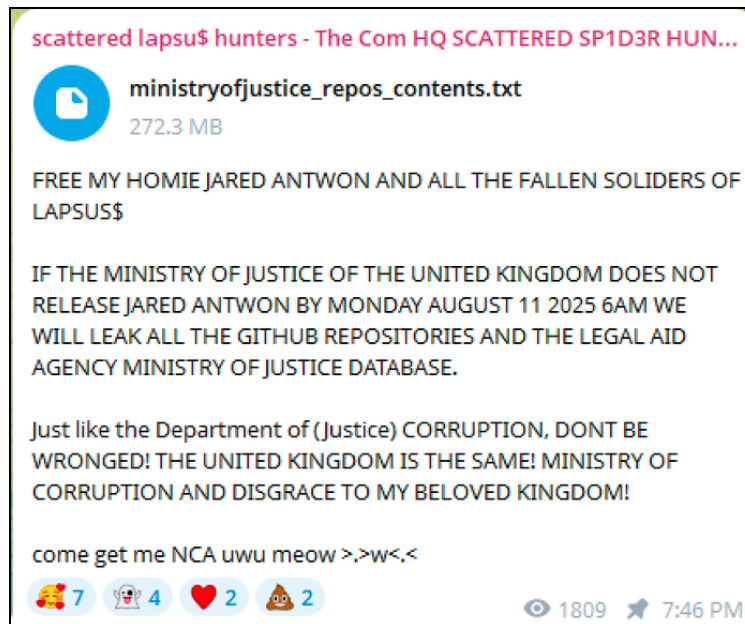 scattered lapsu$ hunters - The Com HQ SCATTERED SP1D3R HUN...
ministryofjustice_repos_contents.txt
272.3 MB
FREE MY HOMIE JARED ANTWON AND ALL THE FALLEN SOLIDERS OF
LAPSUS$
IF THE MINISTRY OF JUSTICE OF THE UNITED KINGDOM DOES NOT
RELEASE JARED ANTWON BY MONDAY AUGUST 11 2025 6AM WE
WILL LEAK ALL THE GITHUB REPOSITORIES AND THE LEGAL AID
AGENCY MINISTRY OF JUSTICE DATABASE.
Just like the Department of (Justice) CORRUPTION, DONT BE
WRONGED! THE UNITED KINGDOM IS THE SAME! MINISTRY OF
CORRUPTION AND DISGRACE TO MY BELOVED KINGDOM!
come get me NCA uwu meow >.>w<.<
🥰 7 👻 4 ❤️ 2 💩 2 1809 7:46 PM